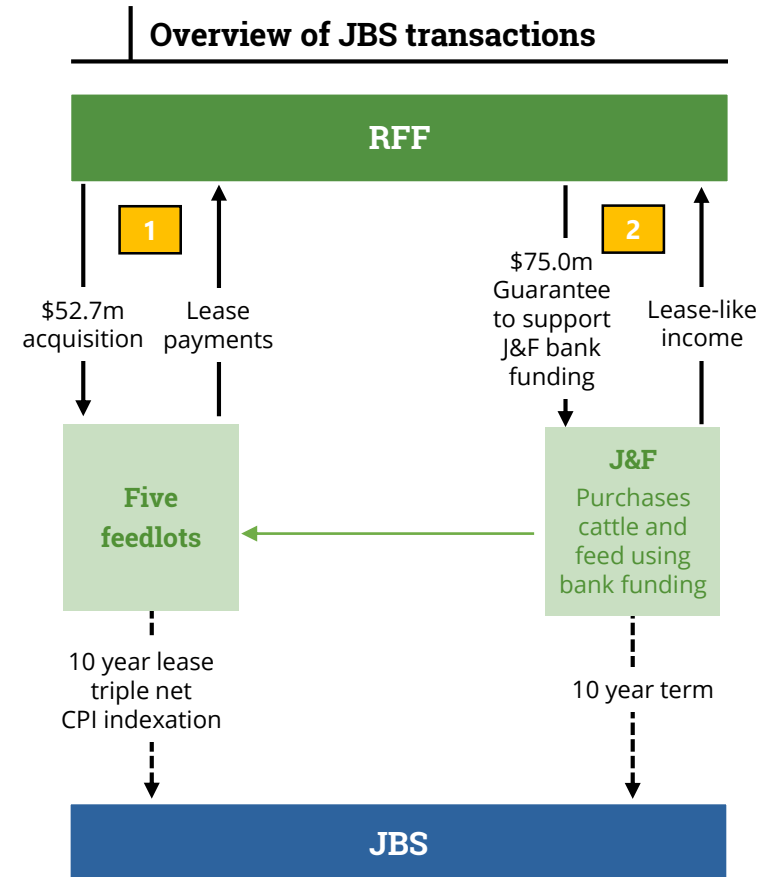 Overview of JBS transactions
RFF
1
2
$52.7m
acquisition
Lease
payments
$75.0m
Guarantee
to support
J&F bank
funding
Lease-like
income
Five
feedlots
J&F
Purchases
cattle and
feed using
bank funding
10 year lease
triple net
CPI indexation
10 year term
JBS